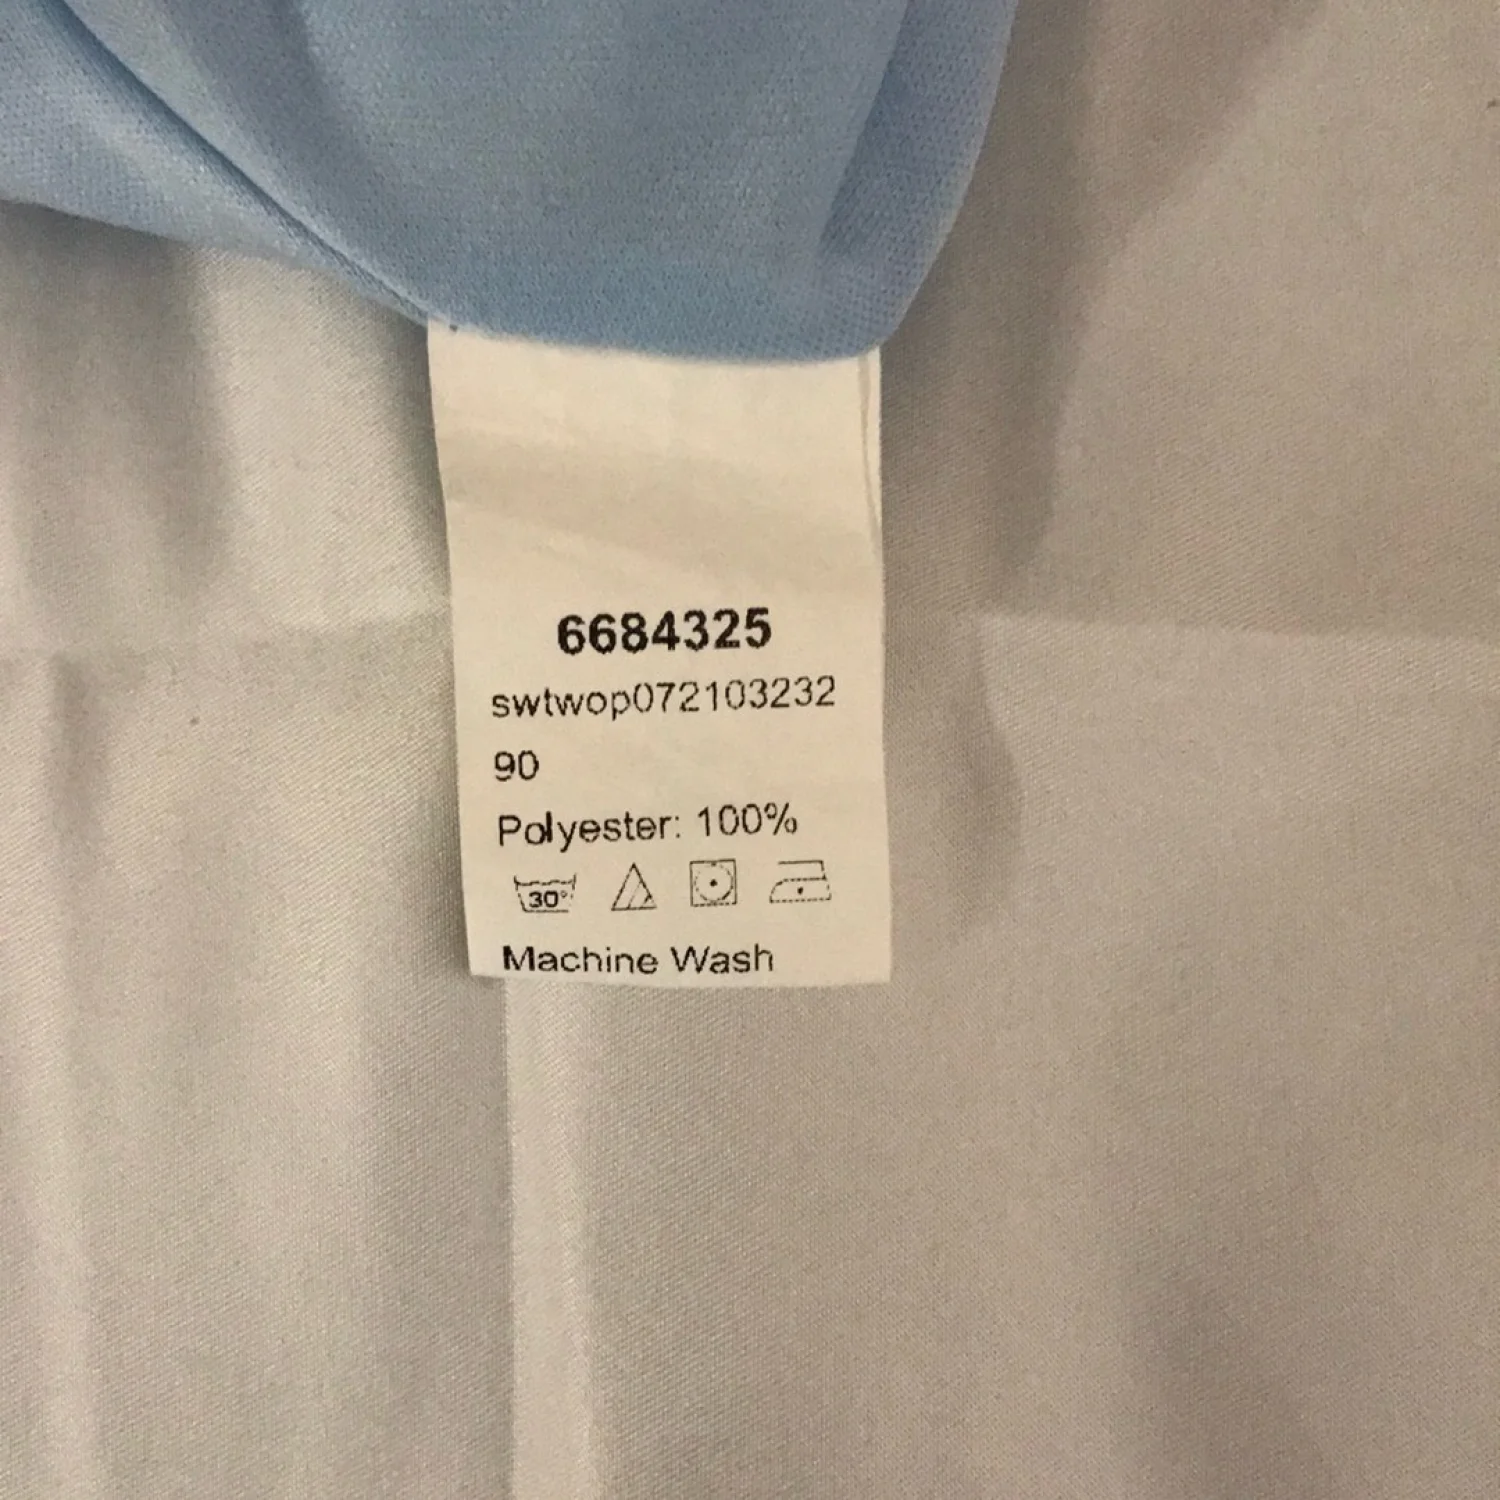 6684325
swtwop072103232
90
Polyester: 100%
30°
Machine Wash